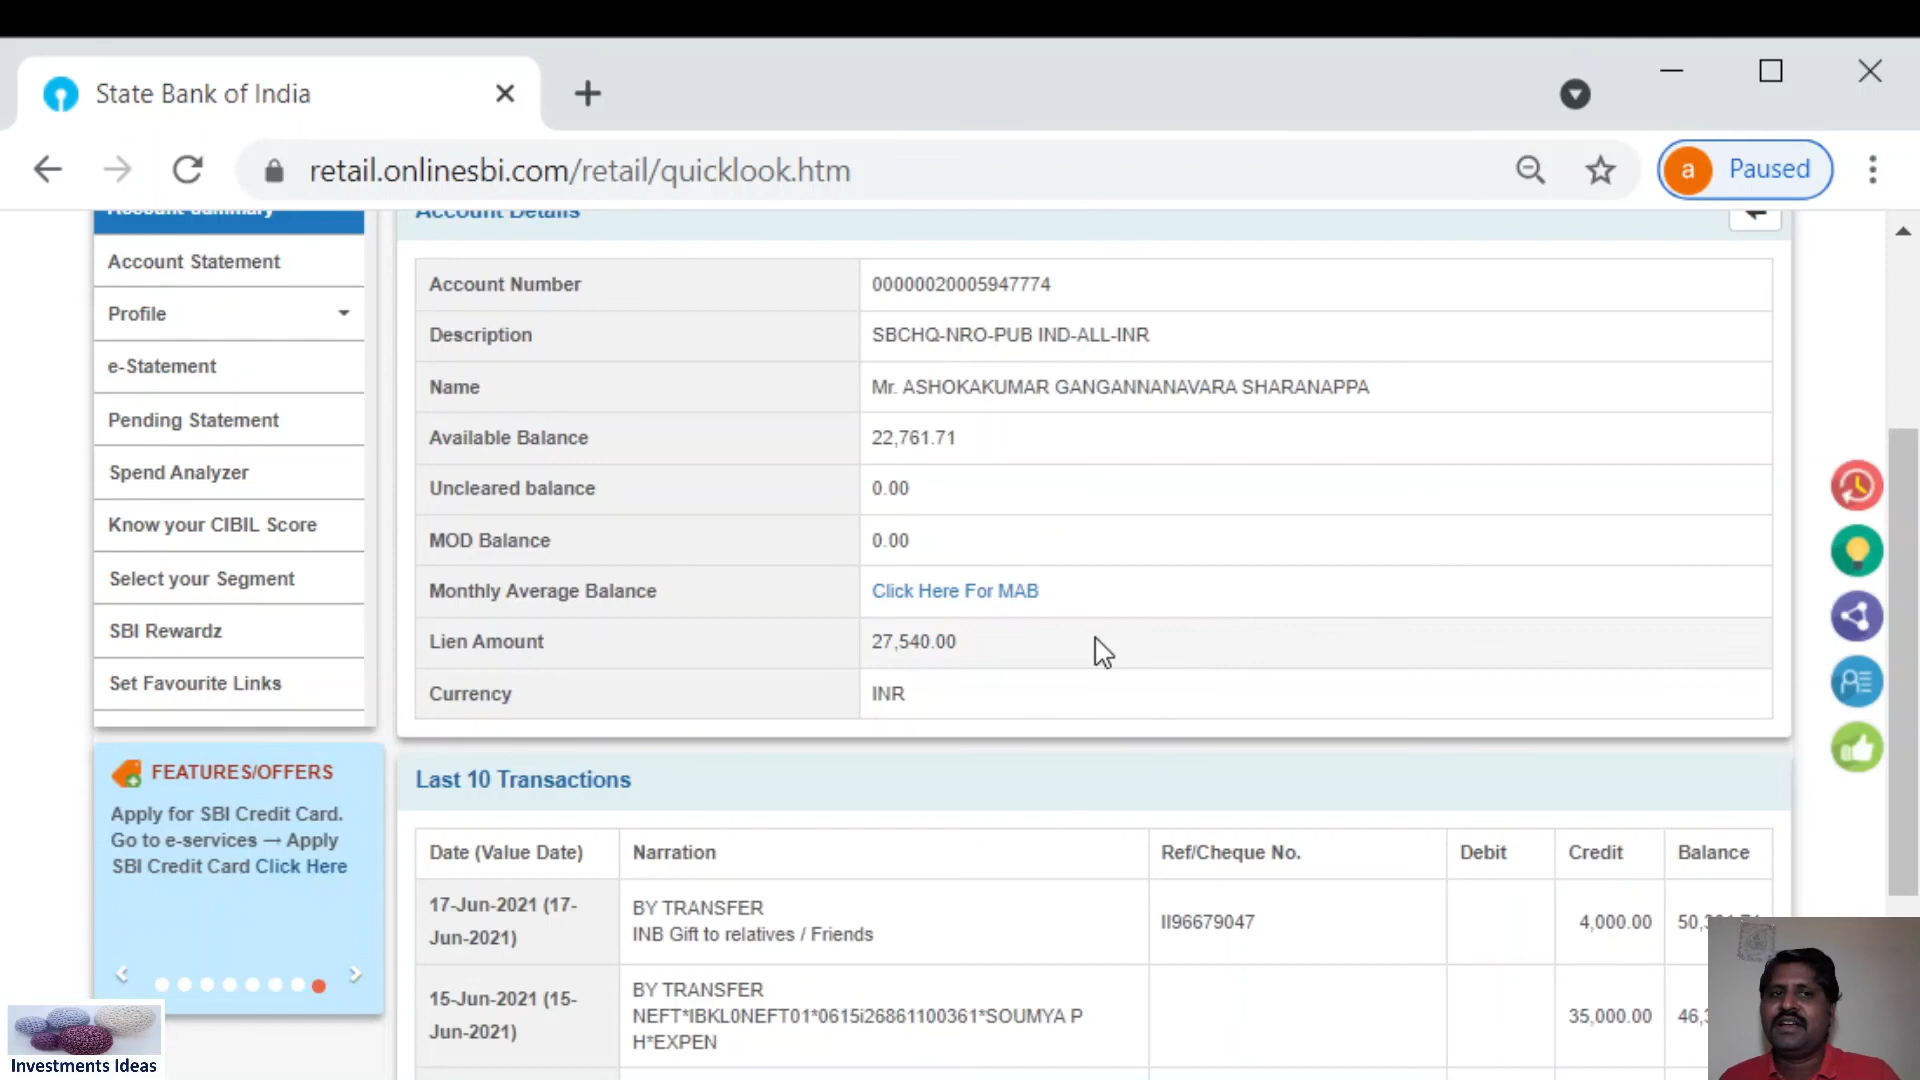 State Bank of India
retail.onlinesbi.com/retail/quicklook.htm
a
Paused
Account Summary
Account Statement
Profile
e-Statement
Pending Statement
Spend Analyzer
Know your CIBIL Score
Select your Segment
SBI Rewardz
Set Favourite Links
FEATURES/OFFERS
Apply for SBI Credit Card.
Go to e-services → Apply
SBI Credit Card Click Here
Investments Ideas
Account Details
Account Number 00000020005947774
Description SBCHQ-NRO-PUB IND-ALL-INR
Name Mr. ASHOKAKUMAR GANGANNANAVARA SHARANAPPA
Available Balance 22,761.71
Uncleared balance 0.00
MOD Balance 0.00
Monthly Average Balance Click Here For MAB
Lien Amount 27,540.00
Currency INR
Last 10 Transactions
Date (Value Date) Narration Ref/Cheque No. Debit Credit Balance
17-Jun-2021 (17-
Jun-2021)
BY TRANSFER
INB Gift to relatives / Friends
II96679047
4,000.00
15-Jun-2021 (15-
Jun-2021)
BY TRANSFER
NEFT*IBKL0NEFT01*0615i26861100361*SOUMYA P
H*EXPEN
35,000.00